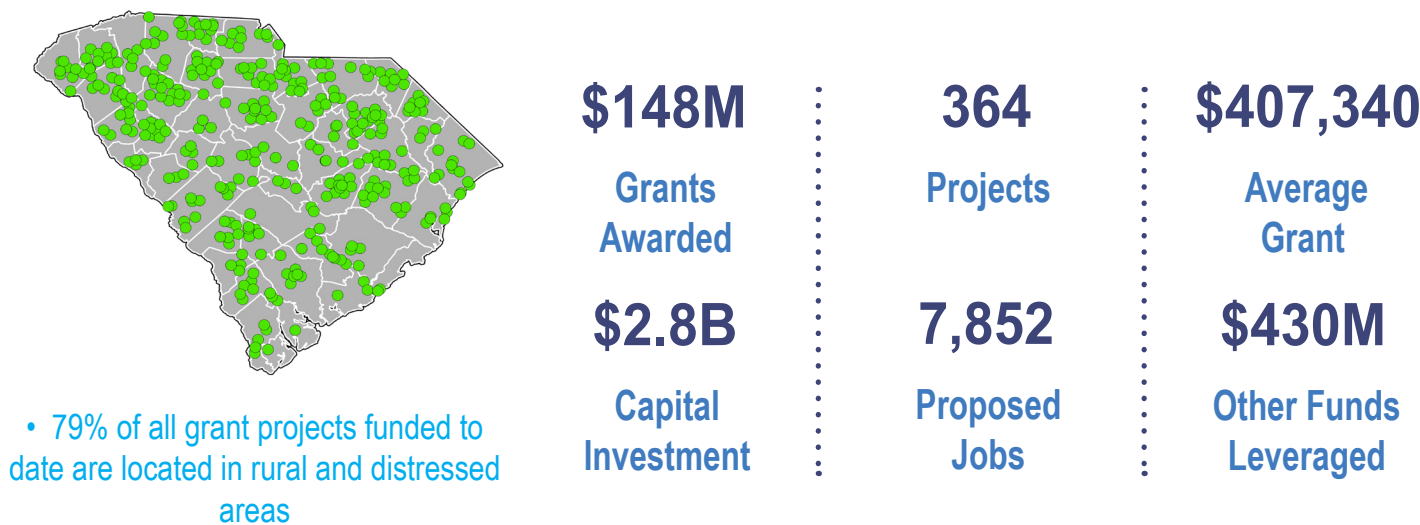 $148M
Grants
Awarded
364
Projects
$407,340
Average
Grant
$2.8B
Capital
Investment
7,852
Proposed
Jobs
$430M
Other Funds
Leveraged
• 79% of all grant projects funded to
date are located in rural and distressed
areas